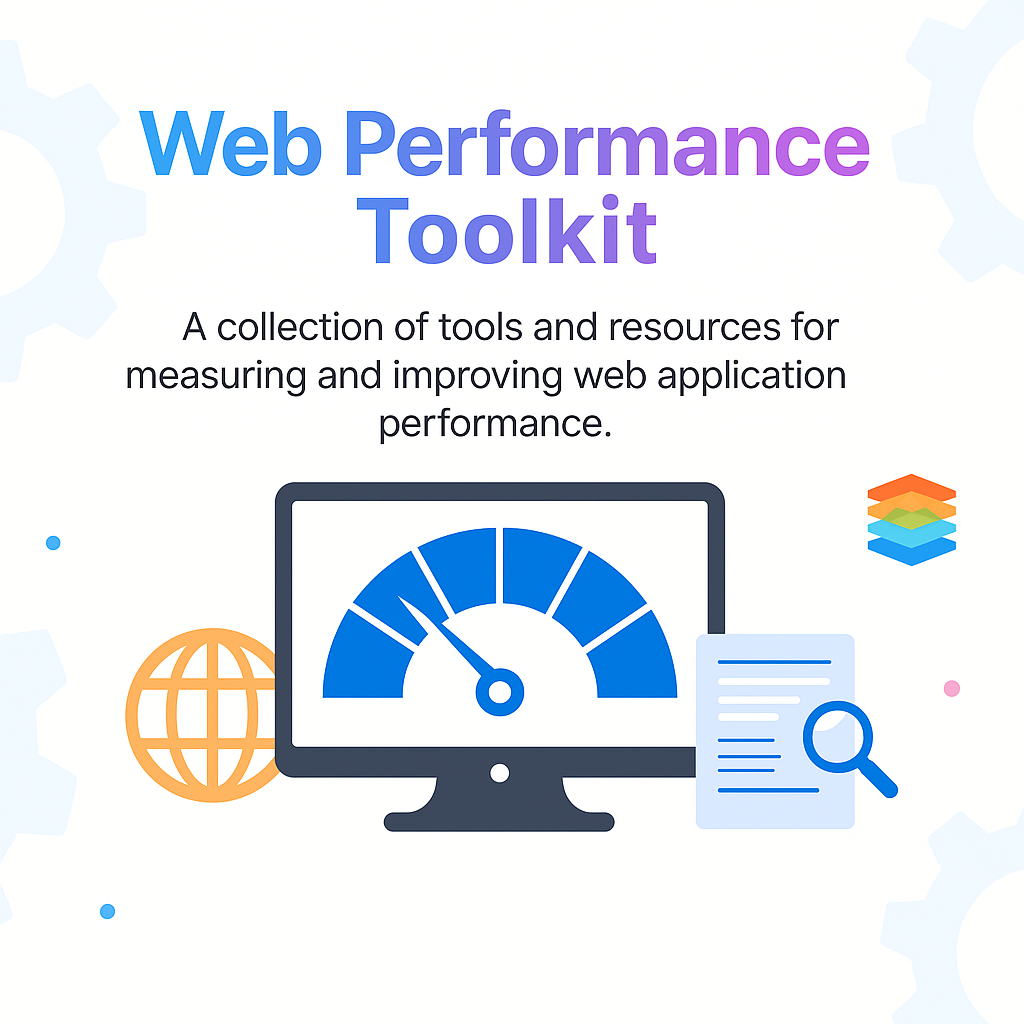 Web Performance
Toolkit
A collection of tools and resources for
measuring and improving web application
performance.